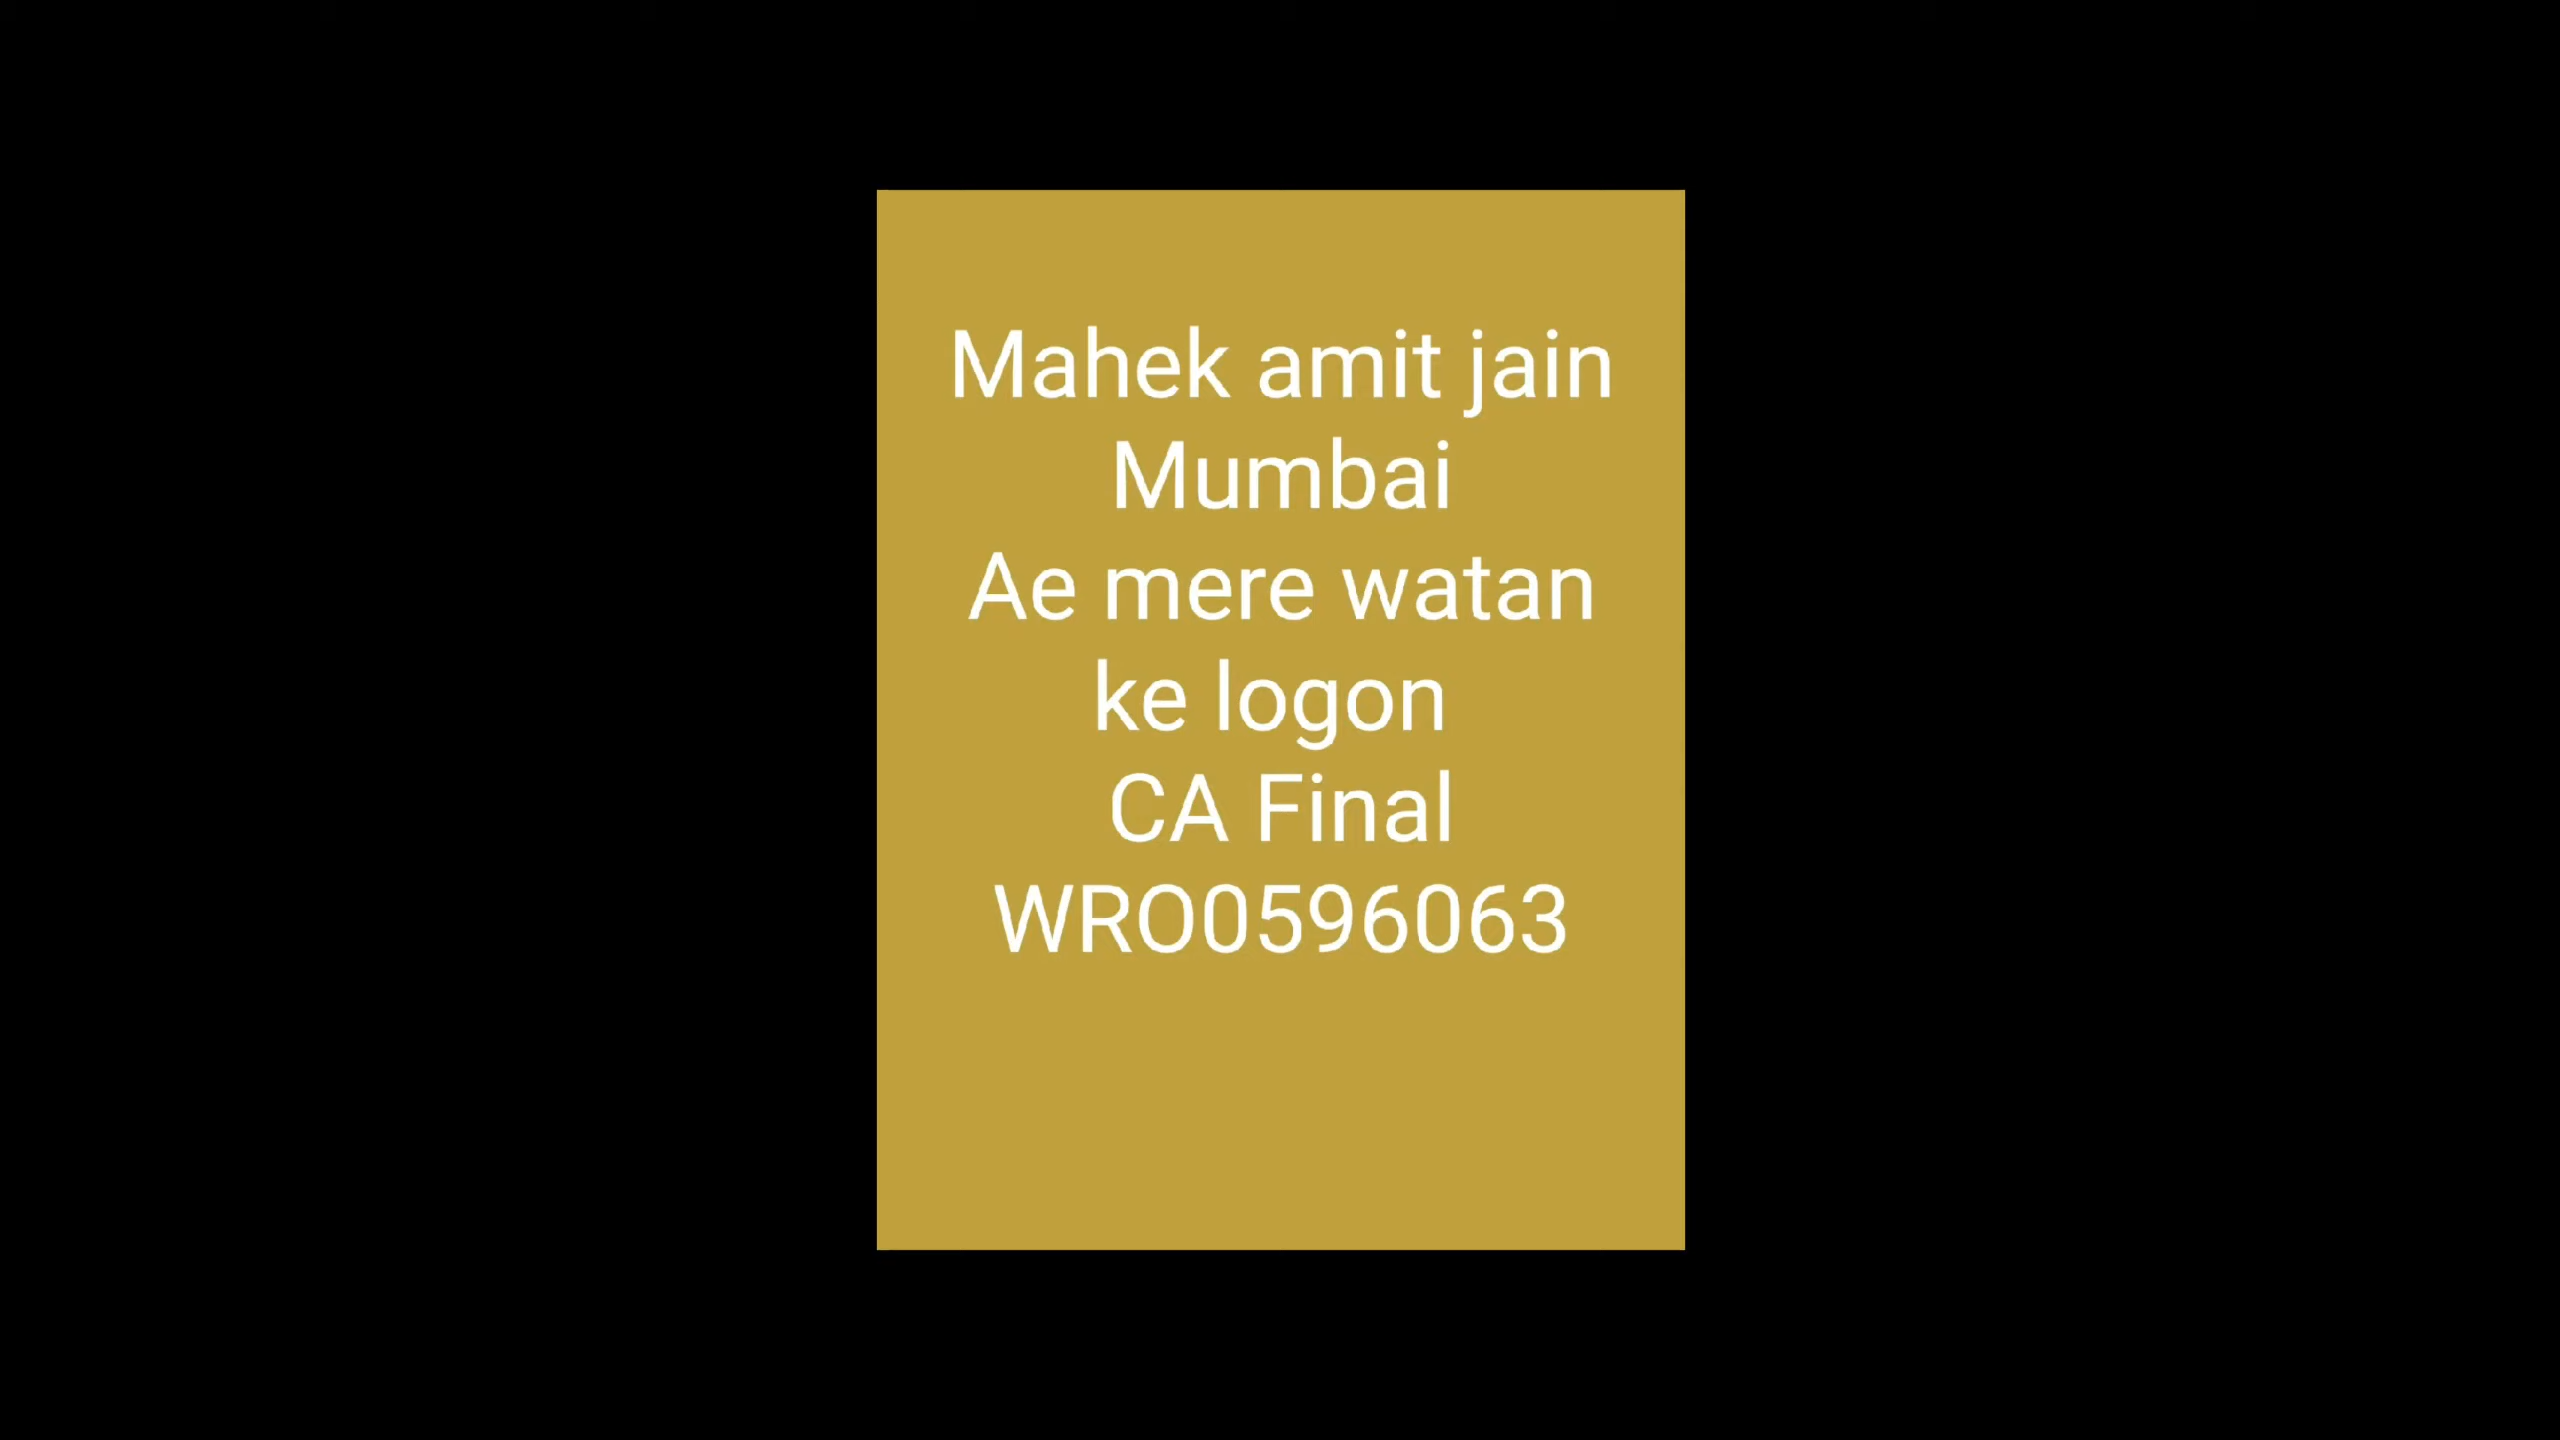 Mahek amit jain
Mumbai
Ae mere watan
ke logon
CA Final
WRO0596063